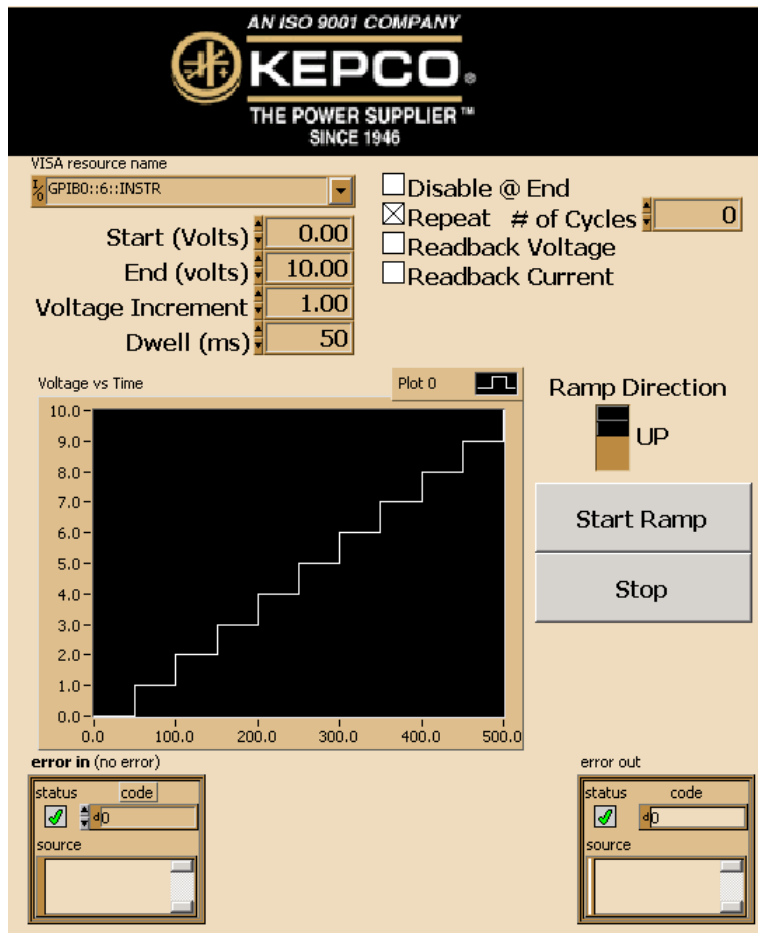 AN ISO 9001 COMPANY
KEPCO®
THE POWER SUPPLIER™
SINCE 1946
VISA resource name
I/O GPIB0::6::INSTR
Disable @ End
Repeat # of Cycles 0
Readback Voltage
Readback Current
Start (Volts) 0.00
End (volts) 10.00
Voltage Increment 1.00
Dwell (ms) 50
Voltage vs Time
Plot 0
10.0
9.0
8.0
7.0
6.0
5.0
4.0
3.0
2.0
1.0
0.0
0.0 100.0 200.0 300.0 400.0 500.0
Ramp Direction
UP
Start Ramp
Stop
error in (no error)
status code
d0
source
error out
status code
d0
source